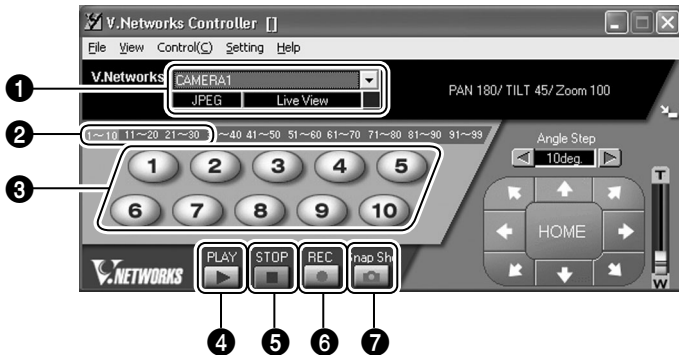 V.Networks Controller []
File View Control(C) Setting Help
V.Networks CAMERA1
JPEG Live View
PAN 180/ TILT 45/ Zoom 100
1~10 11~20 21~30 ~40 41~50 51~60 61~70 71~80 81~90 91~99
Angle Step
10deg.
1 2 3 4 5
6 7 8 9 10
HOME
T
W
V.NETWORKS
PLAY STOP REC Snap Sho
1
2
3
4 5 6 7